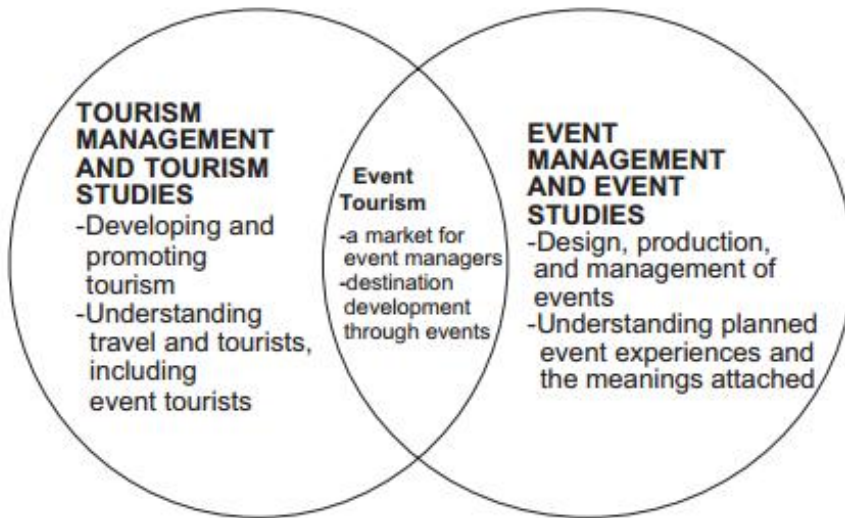 TOURISM
MANAGEMENT
AND TOURISM
STUDIES
-Developing and
promoting
tourism
-Understanding
travel and tourists,
including
event tourists
Event
Tourism
-a market for
event managers
-destination
development
through events
EVENT
MANAGEMENT
AND EVENT
STUDIES
-Design, production,
and management of
events
-Understanding planned
event experiences and
the meanings attached